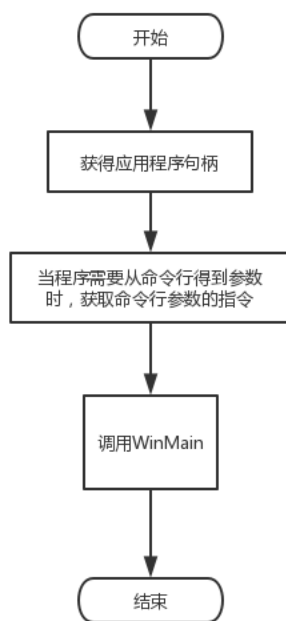 开始
获得应用程序句柄
当程序需要从命令行得到参数
时，获取命令行参数的指令
调用WinMain
结束